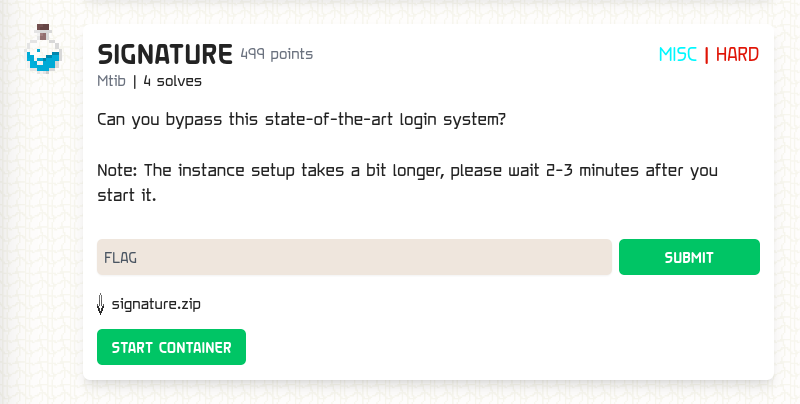 SIGNATURE 499 points MISC | HARD
Mtib | 4 solves
Can you bypass this state-of-the-art login system?
Note: The instance setup takes a bit longer, please wait 2-3 minutes after you
start it.
FLAG SUBMIT
signature.zip
START CONTAINER